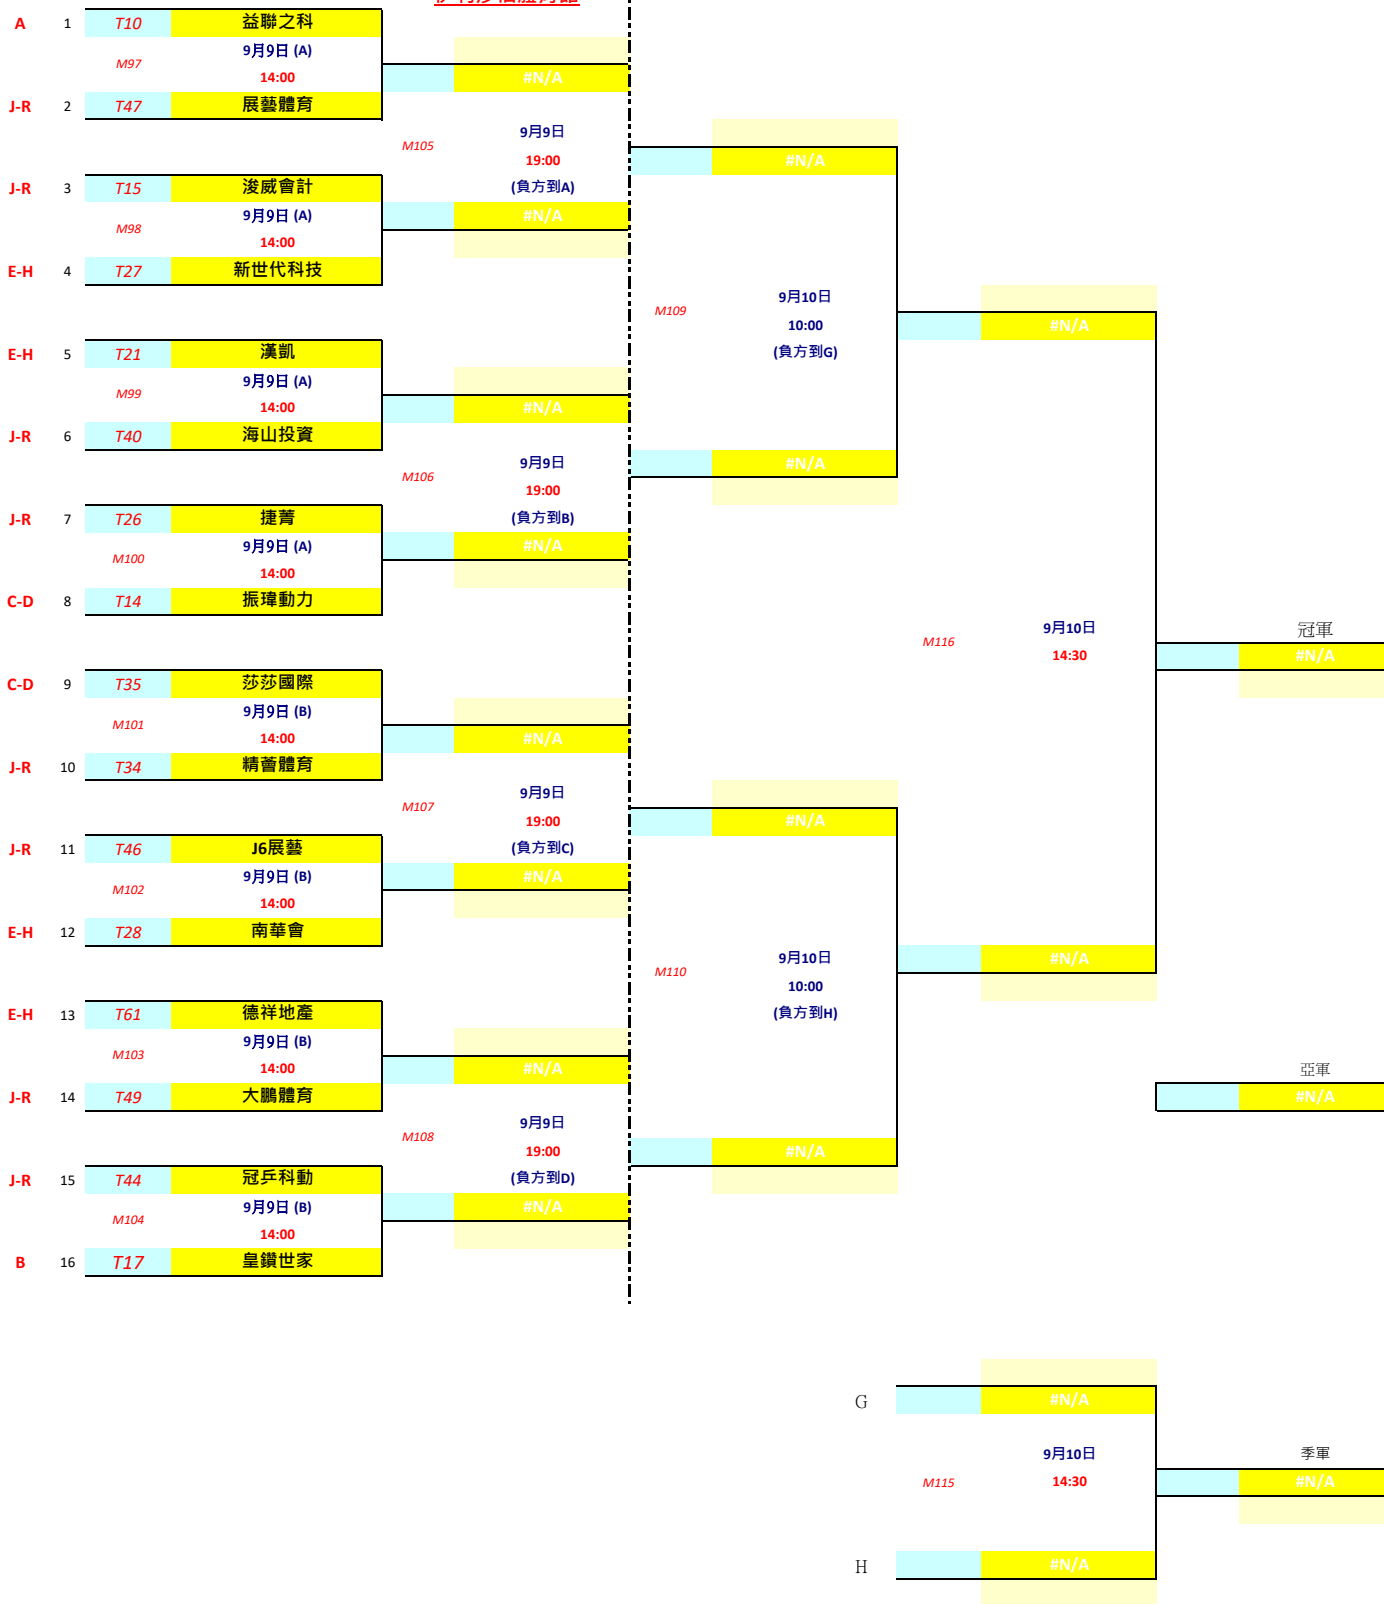 A 1 T10 益聯之科
M97 9月9日 (A)
14:00
#N/A
J-R 2 T47 展藝體育
M105 9月9日
19:00
(負方到A)
#N/A
J-R 3 T15 浚威會計
M98 9月9日 (A)
14:00
#N/A
E-H 4 T27 新世代科技
M109 9月10日
10:00
(負方到G)
#N/A
E-H 5 T21 漢凱
M99 9月9日 (A)
14:00
#N/A
J-R 6 T40 海山投資
M106 9月9日
19:00
(負方到B)
#N/A
J-R 7 T26 捷菁
M100 9月9日 (A)
14:00
#N/A
C-D 8 T14 振瑋動力
M116 9月10日
14:30
冠軍
#N/A
C-D 9 T35 莎莎國際
M101 9月9日 (B)
14:00
#N/A
J-R 10 T34 精薈體育
M107 9月9日
19:00
(負方到C)
#N/A
J-R 11 T46 J6展藝
M102 9月9日 (B)
14:00
#N/A
E-H 12 T28 南華會
M110 9月10日
10:00
(負方到H)
#N/A
E-H 13 T61 德祥地產
M103 9月9日 (B)
14:00
#N/A
亞軍
#N/A
J-R 14 T49 大鵬體育
M108 9月9日
19:00
(負方到D)
#N/A
J-R 15 T44 冠乒科動
M104 9月9日 (B)
14:00
#N/A
B 16 T17 皇鑽世家
G #N/A
M115 9月10日
14:30
季軍
#N/A
H #N/A